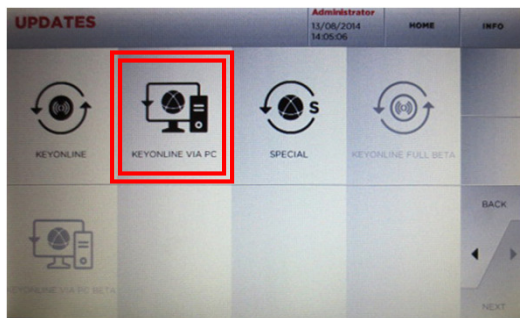 UPDATES
Administrator
13/08/2014
14:05:06
HOME
INFO
KEYONLINE
KEYONLINE VIA PC
S
SPECIAL
KEYONLINE FULL BETA
KEYONLINE VIA PC BETA
BACK
NEXT